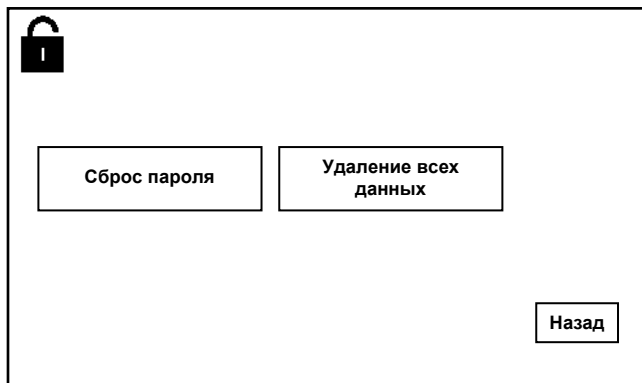 I
Сброс пароля
Удаление всех
данных
Назад